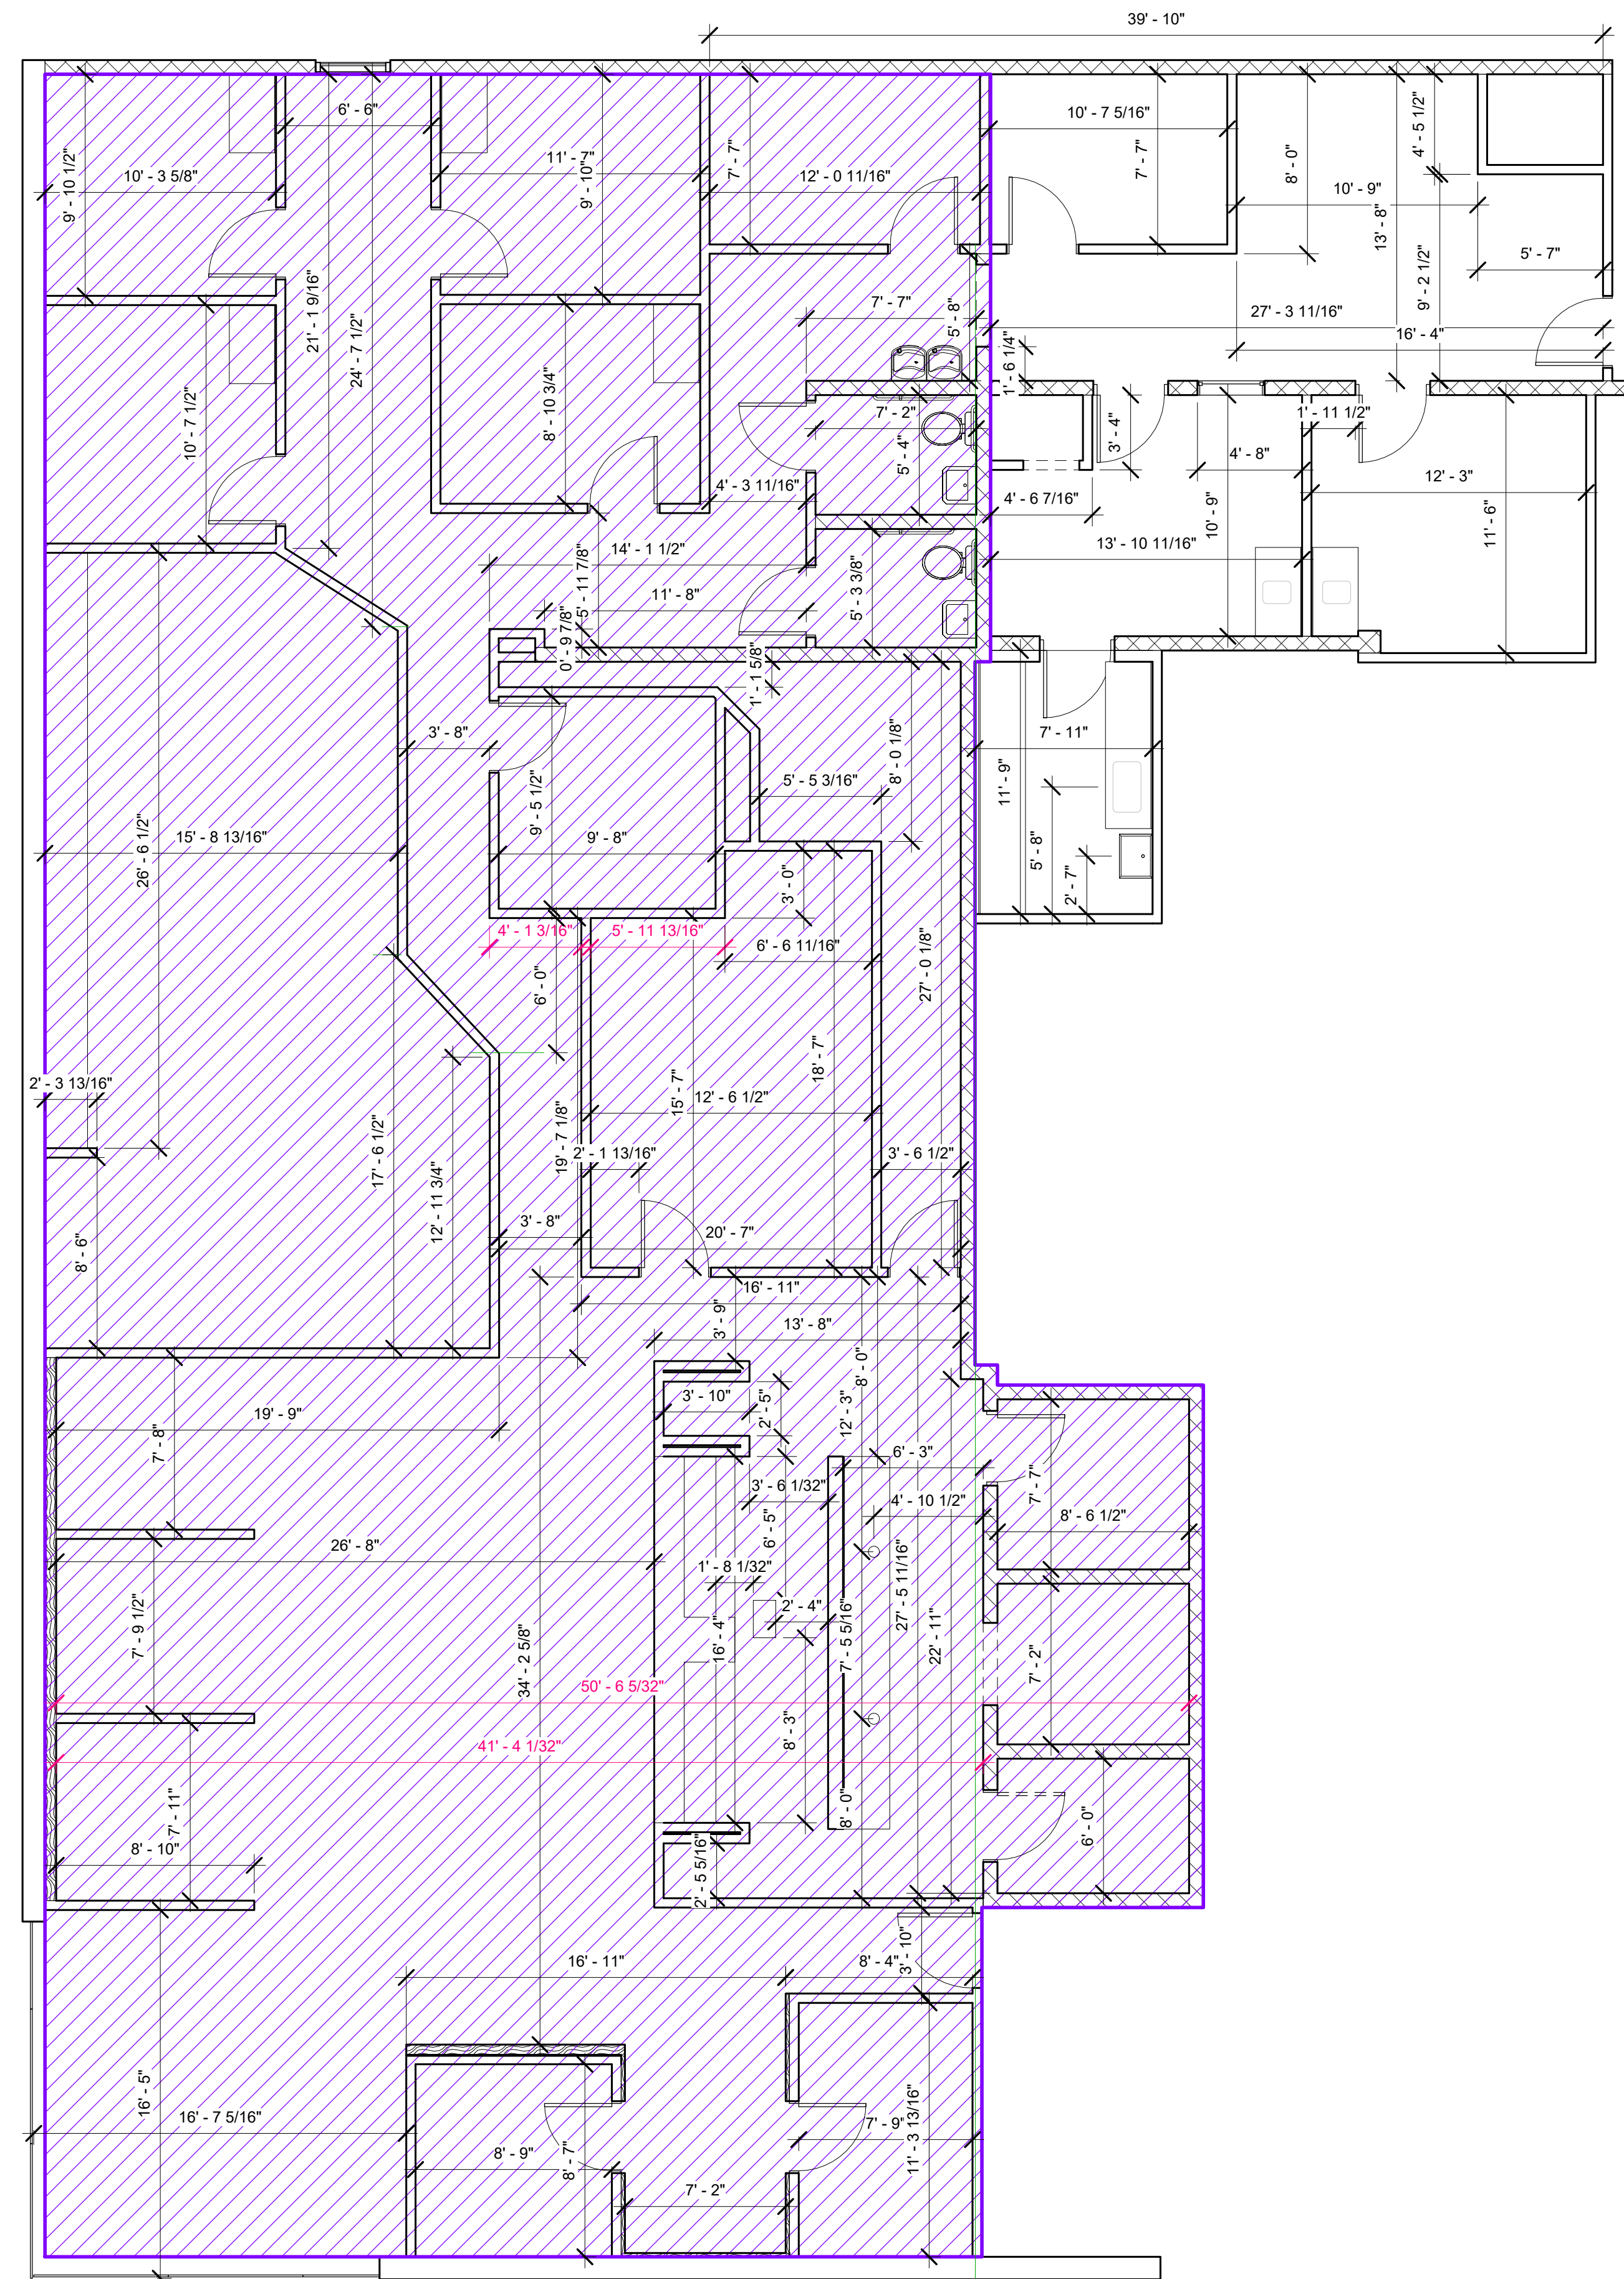 39' - 10"
6' - 6"
10' - 7 5/16"
4' - 5 1/2"
9' - 10 1/2"
10' - 3 5/8"
11' - 7"
9' - 10"
7' - 7"
12' - 0 11/16"
7' - 7"
8' - 0"
10' - 9"
13' - 8"
5' - 7"
9' - 2 1/2"
21' - 1 9/16"
24' - 7 1/2"
7' - 7"
5' - 8"
27' - 3 11/16"
16' - 4"
1' - 6 1/4"
10' - 7 1/2"
8' - 10 3/4"
7' - 2"
5' - 4"
3' - 4"
1' - 11 1/2"
4' - 8"
12' - 3"
4' - 3 11/16"
4' - 6 7/16"
10' - 9"
11' - 6"
14' - 1 1/2"
13' - 10 11/16"
5' - 11 7/8"
11' - 8"
5' - 3 3/8"
0' - 9 7/8"
1' - 1 5/8"
3' - 8"
8' - 0 1/8"
7' - 11"
11' - 9"
5' - 5 3/16"
9' - 5 1/2"
15' - 8 13/16"
26' - 6 1/2"
9' - 8"
5' - 8"
2' - 7"
3' - 0"
4' - 1 3/16"
5' - 11 13/16"
6' - 6 11/16"
6' - 0"
27' - 0 1/8"
18' - 7"
2' - 3 13/16"
15' - 7"
12' - 6 1/2"
17' - 6 1/2"
19' - 7 1/8"
2' - 1 13/16"
3' - 6 1/2"
12' - 11 3/4"
8' - 6"
3' - 8"
20' - 7"
16' - 11"
3' - 9"
13' - 8"
8' - 0"
3' - 10"
2' - 5"
12' - 3"
19' - 9"
7' - 8"
6' - 3"
7' - 7"
3' - 6 1/32"
4' - 10 1/2"
8' - 6 1/2"
6' - 5"
26' - 8"
1' - 8 1/32"
27' - 5 11/16"
2' - 4"
7' - 9 1/2"
16' - 4"
7' - 5 5/16"
22' - 11"
7' - 2"
34' - 2 5/8"
50' - 6 5/32"
8' - 3"
41' - 4 1/32"
7' - 11"
8' - 0"
6' - 0"
8' - 10"
2' - 5 5/16"
16' - 11"
8' - 4"
3' - 10"
16' - 5"
16' - 7 5/16"
8' - 9"
8' - 7"
7' - 9"
11' - 3 13/16"
7' - 2"